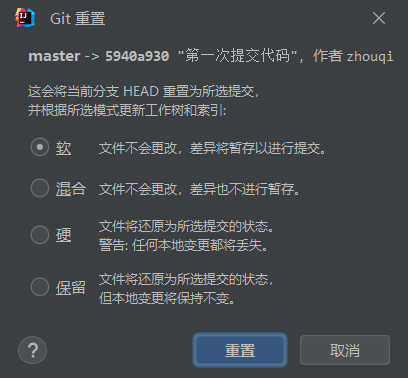 Git 重置
master -> 5940a930 "第一次提交代码", 作者 zhouqi
这会将当前分支 HEAD 重置为所选提交,
并根据所选模式更新工作树和索引:
软 文件不会更改，差异将暂存以进行提交。
混合 文件不会更改，差异也不进行暂存。
硬 文件将还原为所选提交的状态。
警告: 任何本地变更都将丢失。
保留 文件将还原为所选提交的状态，
但本地变更将保持不变。
? 重置 取消